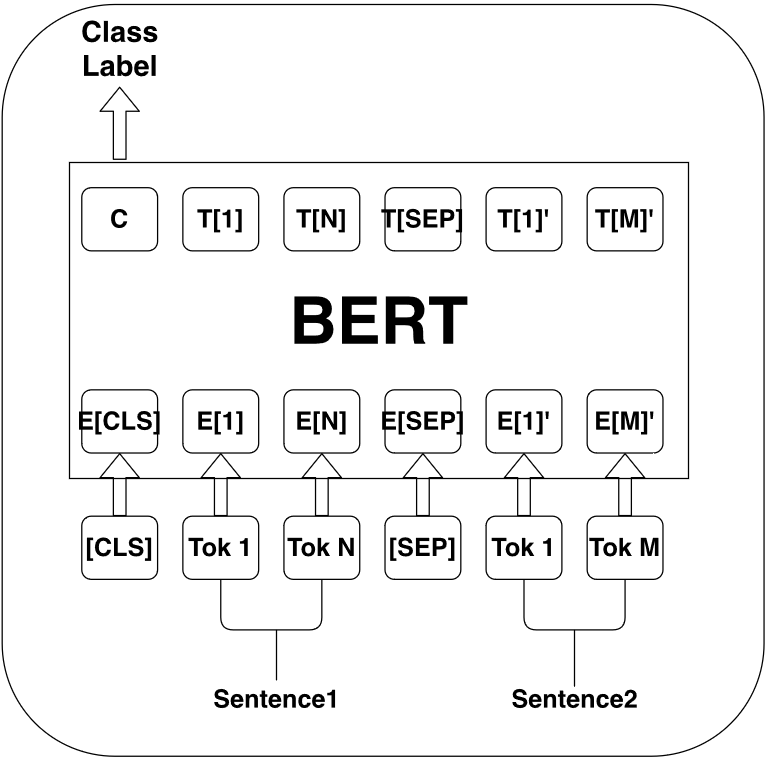 Class
Label
C T[1] T[N] T[SEP] T[1]' T[M]'
BERT
E[CLS] E[1] E[N] E[SEP] E[1]' E[M]'
[CLS] Tok 1 Tok N [SEP] Tok 1 Tok M
Sentence1 Sentence2